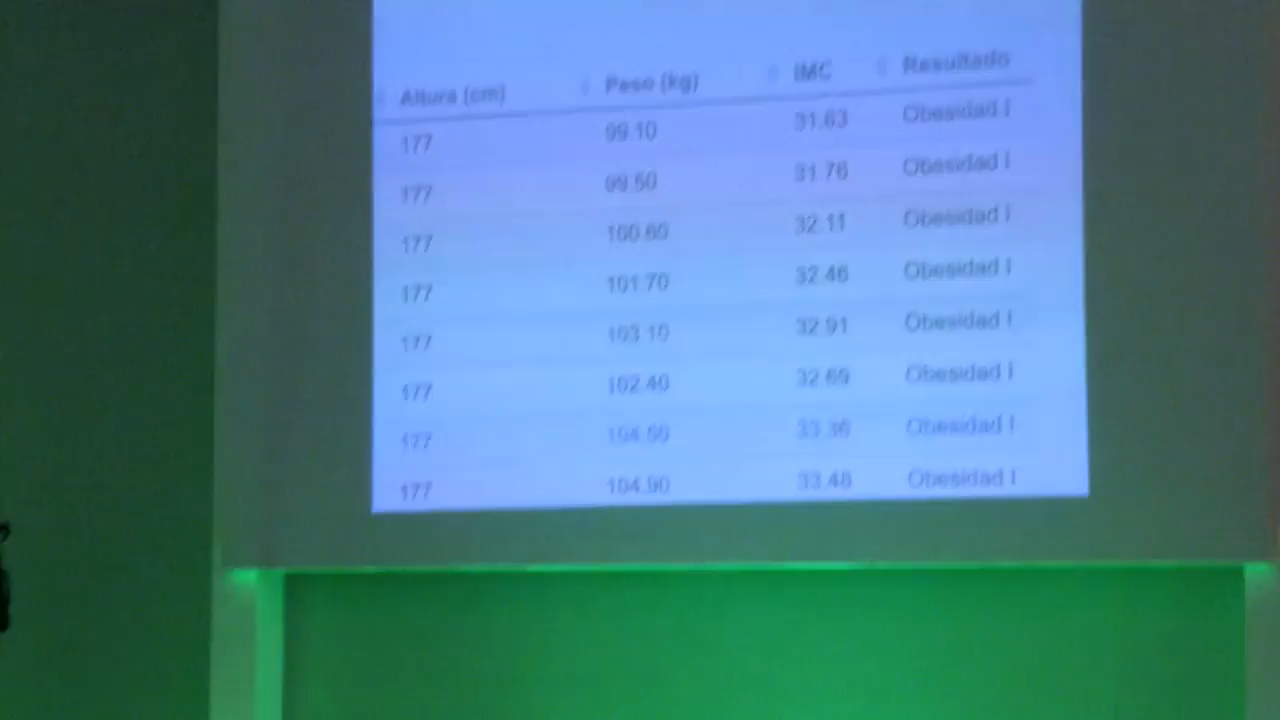 Altura (cm) Peso (kg) IMC Resultado
177 99.10 31.63 Obesidad I
177 99.50 31.76 Obesidad I
177 100.60 32.11 Obesidad I
177 101.70 32.46 Obesidad I
177 103.10 32.91 Obesidad I
177 102.40 32.69 Obesidad I
177 33.36 Obesidad I
177 104.90 33.48 Obesidad I